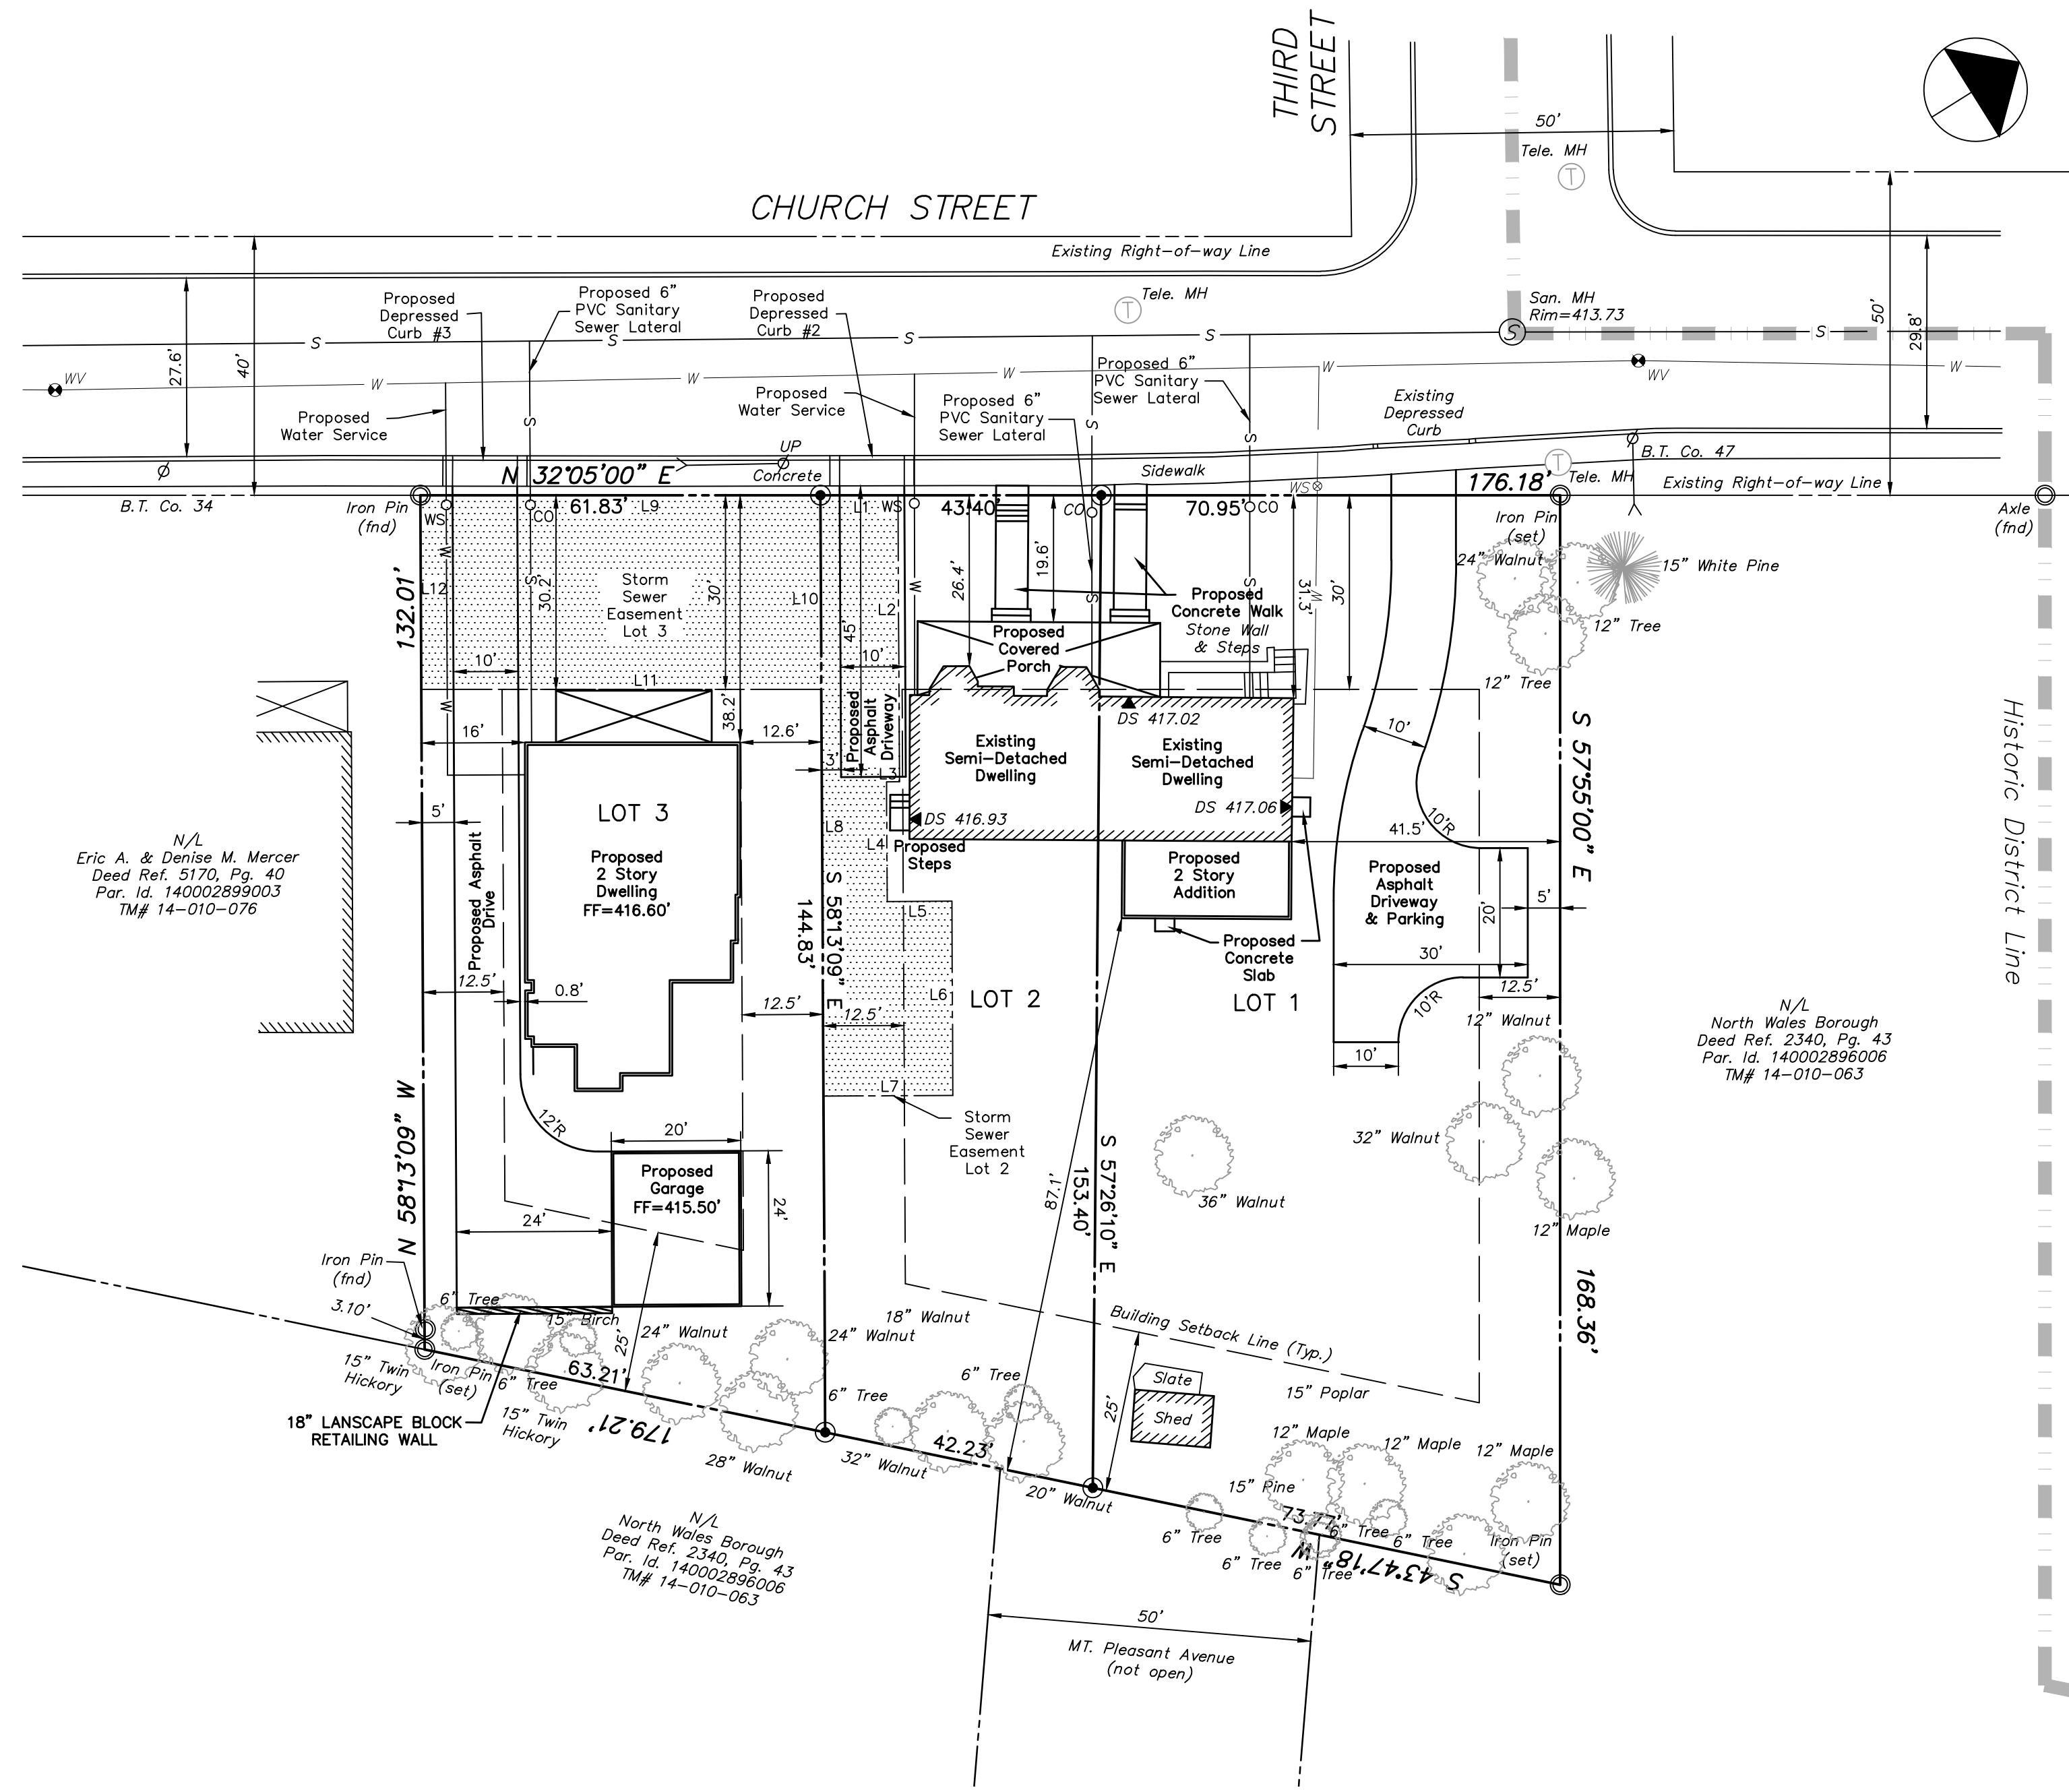 THIRD
STREET
50'
Tele. MH
T
CHURCH STREET
Existing Right-of-way Line
Tele. MH
T
San. MH
Rim=413.73
S
50'
29.8'
27.6'
40'
Proposed
Depressed
Curb #3
Proposed 6"
PVC Sanitary
Sewer Lateral
Proposed
Depressed
Curb #2
S
S
S
S
S
WV
W
W
W
W
W
WV
Proposed
Water Service
Proposed
Water Service
Proposed 6"
PVC Sanitary
Sewer Lateral
Proposed 6"
PVC Sanitary
Sewer Lateral
Existing
Depressed
Curb
S
S
S
UP
Concrete
Sidewalk
B.T. Co. 47
T
Tele. MH
N 32°05'00" E
176.18'
Existing Right-of-way Line
B.T. Co. 34
Iron Pin
(fnd)
WS
CO
61.83'
L9
L1
WS
43.40'
CO
70.95'
CO
WS
Iron Pin
(set)
Axle
(fnd)
24" Walnut
15" White Pine
12" Tree
12" Tree
132.01'
L12
W
S
30.2'
Storm
Sewer
Easement
Lot 3
30'
L10
L2
W
26.4'
19.6'
S
S
31.3'
W
30'
Proposed
Concrete Walk
Stone Wall
& Steps
Proposed
Covered
Porch
45'
10'
10'
L11
W
38.2'
16'
12.6'
3'
Proposed
Asphalt
Driveway
L3
DS 417.02
Existing
Semi-Detached
Dwelling
Existing
Semi-Detached
Dwelling
DS 416.93
DS 417.06
10'
10'R
41.5'
S 57°55'00" E
Historic District Line
5'
LOT 3
Proposed
2 Story
Dwelling
FF=416.60'
Proposed Asphalt
Drive
L8
L4
Proposed
Steps
Proposed
2 Story
Addition
Proposed
Asphalt
Driveway
& Parking
20'
5'
N/L
Eric A. & Denise M. Mercer
Deed Ref. 5170, Pg. 40
Par. Id. 140002899003
TM# 14-010-076
S 58°13'09" E
144.83'
L5
L6
L7
Proposed
Concrete
Slab
30'
12.5'
0.8'
12.5'
12.5'
LOT 2
LOT 1
10'R
12.5'
10'
12" Walnut
N/L
North Wales Borough
Deed Ref. 2340, Pg. 43
Par. Id. 140002896006
TM# 14-010-063
N 58°13'09" W
12'R
20'
Proposed
Garage
FF=415.50'
24'
24'
Storm
Sewer
Easement
Lot 2
87.1'
S 57°26'10" E
153.40'
36" Walnut
32" Walnut
12" Maple
168.36'
Iron Pin
(fnd)
3.10'
6' Tree
15" Birch
25'
24" Walnut
24" Walnut
18" Walnut
Building Setback Line (Typ.)
15" Twin
Hickory
Iron Pin
(set)
6" Tree
63.21'
179.21'
15" Twin
Hickory
18" LANSCAPE BLOCK
RETAILING WALL
6" Tree
6" Tree
25'
Slate
Shed
15" Poplar
28" Walnut
32" Walnut
42.23'
20" Walnut
12" Maple
12" Maple
12" Maple
15" Pine
73.77'
6" Tree
6" Tree
6" Tree
6" Tree
6" Tree
Iron Pin
(set)
S 43°47'18" W
N/L
North Wales Borough
Deed Ref. 2340, Pg. 43
Par. Id. 140002896006
TM# 14-010-063
50'
MT. Pleasant Avenue
(not open)